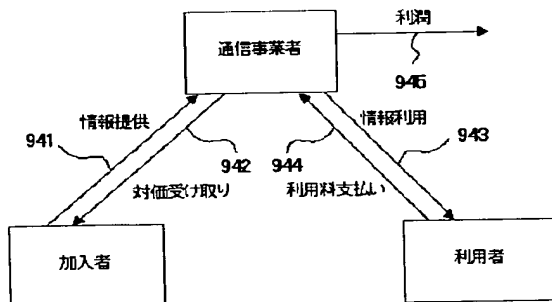 利潤
通信事業者
945
情報提供
情報利用
941
942
944
943
対価受け取り
利用料支払い
加入者
利用者